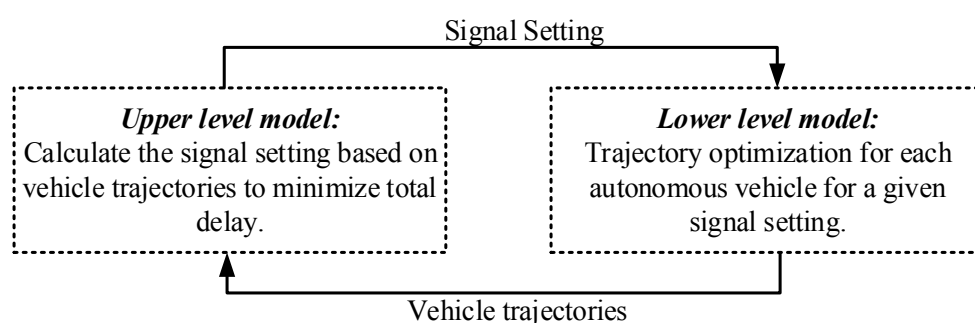 Signal Setting
Upper level model:
Calculate the signal setting based on
vehicle trajectories to minimize total
delay.
Lower level model:
Trajectory optimization for each
autonomous vehicle for a given
signal setting.
Vehicle trajectories